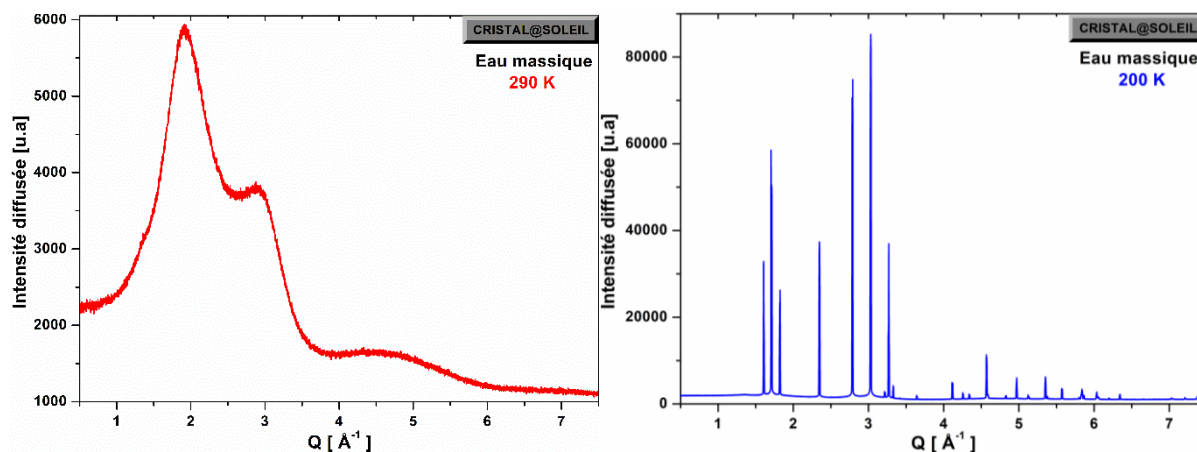 CRISTAL@SOLEIL
Eau massique
290 K
Intensité diffusée [u.a]
6000
5000
4000
3000
2000
1000
1 2 3 4 5 6 7
Q [ Å-1 ]
CRISTAL@SOLEIL
Eau massique
200 K
Intensité diffusée [u.a]
80000
60000
40000
20000
0
1 2 3 4 5 6 7
Q [ Å-1 ]